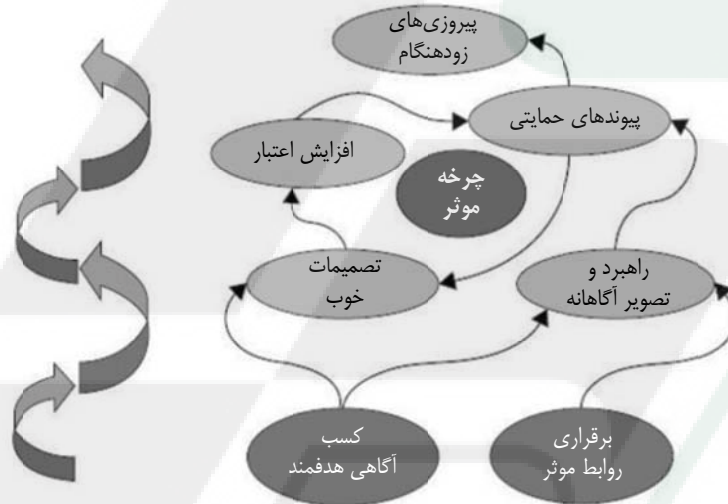 پیروزی‌های
زودهنگام
پیوندهای حمایتی
افزایش اعتبار
چرخه
موثر
تصمیمات
خوب
راهبرد و
تصویر آگاهانه
کسب
آگاهی هدفمند
برقراری
روابط موثر